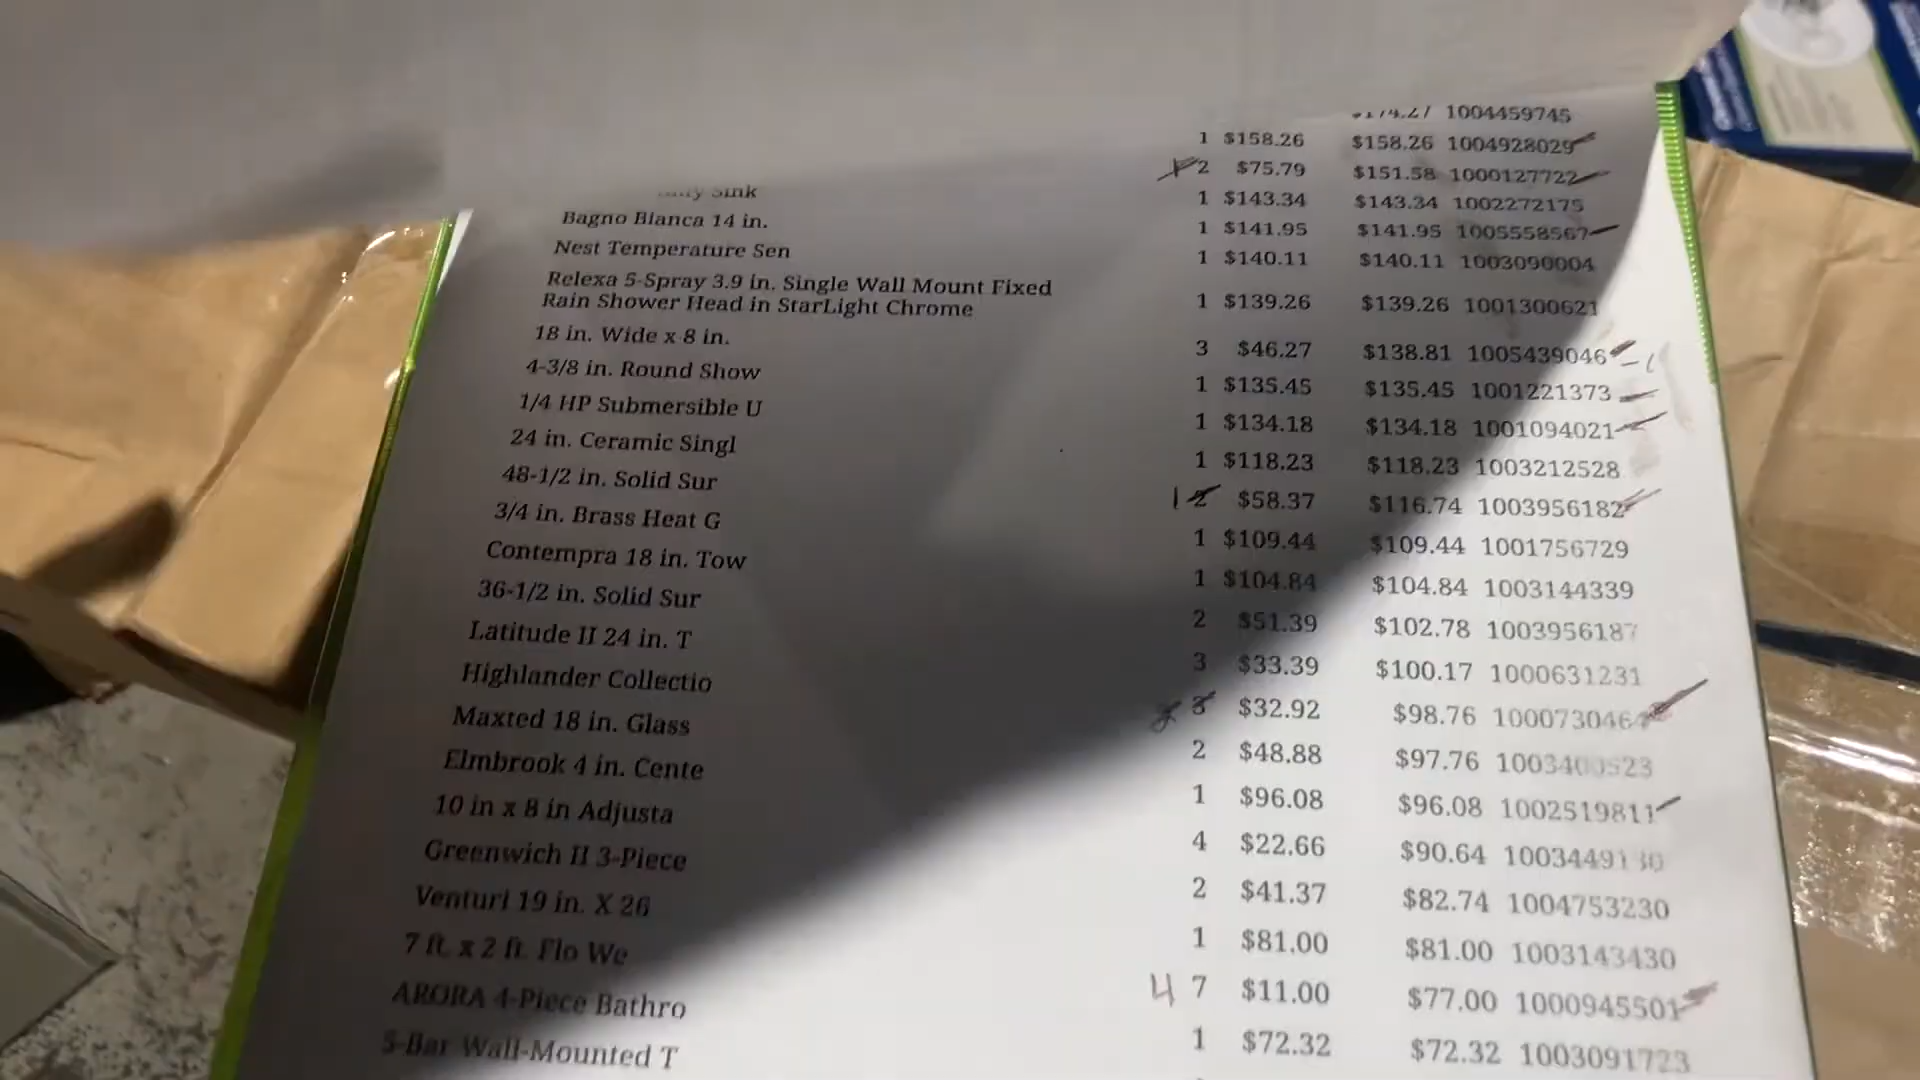 1004459745
1 $158.26 $158.26 1004928029
2 $75.79 $151.58 1000127722
Sink 1 $143.34 $143.34 1002272175
Bagno Bianca 14 in. 1 $141.95 $141.95 1005558567
Nest Temperature Sen 1 $140.11 $140.11 1003090004
Relexa 5-Spray 3.9 in. Single Wall Mount Fixed
Rain Shower Head in StarLight Chrome 1 $139.26 $139.26 1001300621
18 in. Wide x 8 in. 3 $46.27 $138.81 1005439046
4-3/8 in. Round Show 1 $135.45 $135.45 1001221373
1/4 HP Submersible U 1 $134.18 $134.18 1001094021
24 in. Ceramic Singl 1 $118.23 $118.23 1003212528
48-1/2 in. Solid Sur 1 2 $58.37 $116.74 1003956182
3/4 in. Brass Heat G 1 $109.44 $109.44 1001756729
Contempra 18 in. Tow 1 $104.84 $104.84 1003144339
36-1/2 in. Solid Sur 2 $51.39 $102.78 1003956187
Latitude II 24 in. T 3 $33.39 $100.17 1000631231
Highlander Collectio 3 $32.92 $98.76 1000730464
Maxted 18 in. Glass 2 $48.88 $97.76 1003400523
Elmbrook 4 in. Cente 1 $96.08 $96.08 1002519811
10 in x 8 in Adjusta 4 $22.66 $90.64 1003449130
Greenwich II 3-Piece 2 $41.37 $82.74 1004753230
Venturi 19 in. X 26 1 $81.00 $81.00 1003143430
7 ft. x 2 ft. Flo We 4 7 $11.00 $77.00 1000945501
ARORA 4-Piece Bathro 1 $72.32 $72.32 1003091723
5-Bar Wall-Mounted T